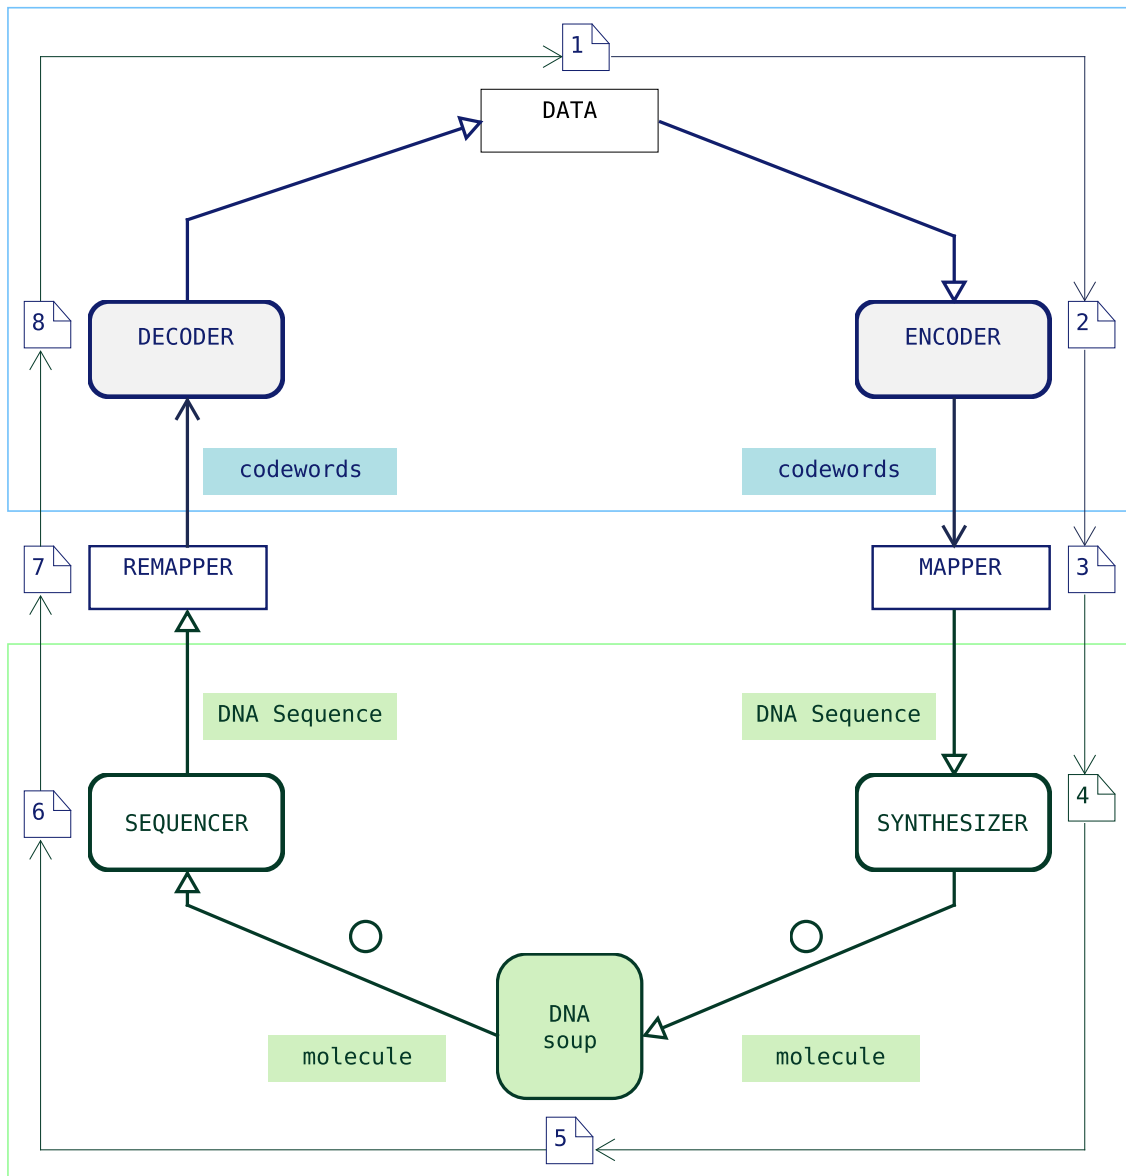 1
DATA
8
DECODER
ENCODER
2
codewords
codewords
7
REMAPPER
MAPPER
3
DNA Sequence
DNA Sequence
6
SEQUENCER
SYNTHESIZER
4
DNA
soup
molecule
molecule
5